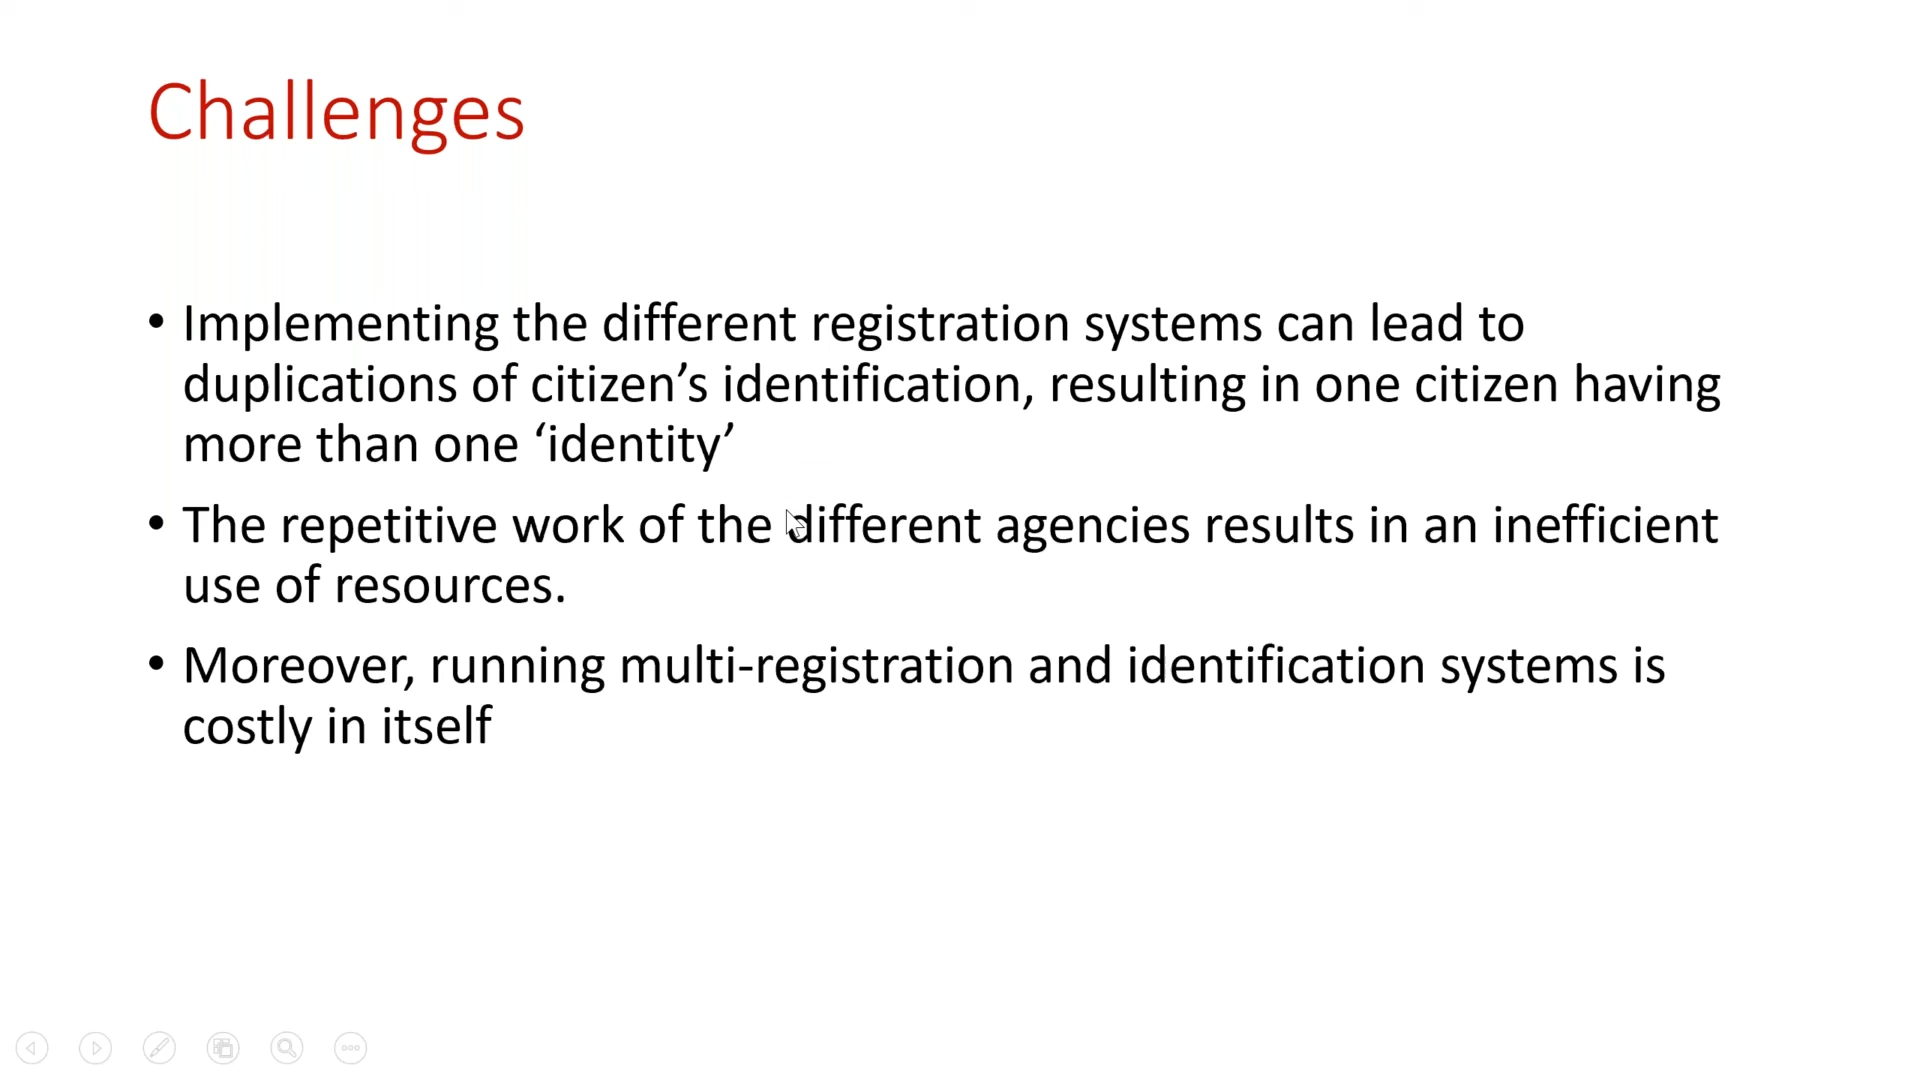 Challenges
• Implementing the different registration systems can lead to
duplications of citizen’s identification, resulting in one citizen having
more than one ‘identity’
• The repetitive work of the different agencies results in an inefficient
use of resources.
• Moreover, running multi-registration and identification systems is
costly in itself